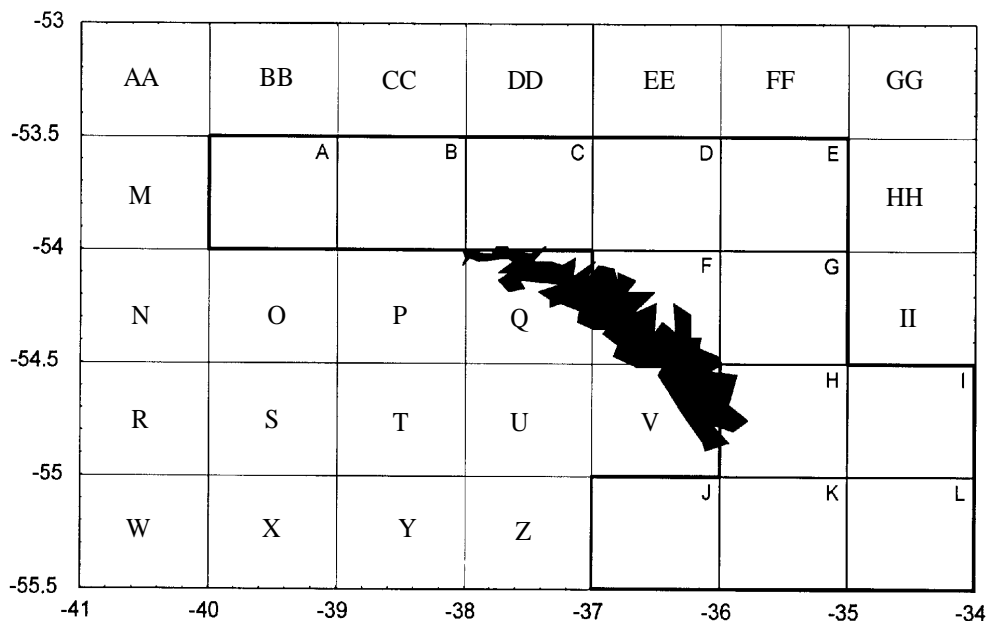 -53
AA BB CC DD EE FF GG
-53.5
A B C D E
M HH
-54
F G
N O P Q II
-54.5
H I
R S T U V
-55
J K L
W X Y Z
-55.5
-41 -40 -39 -38 -37 -36 -35 -34